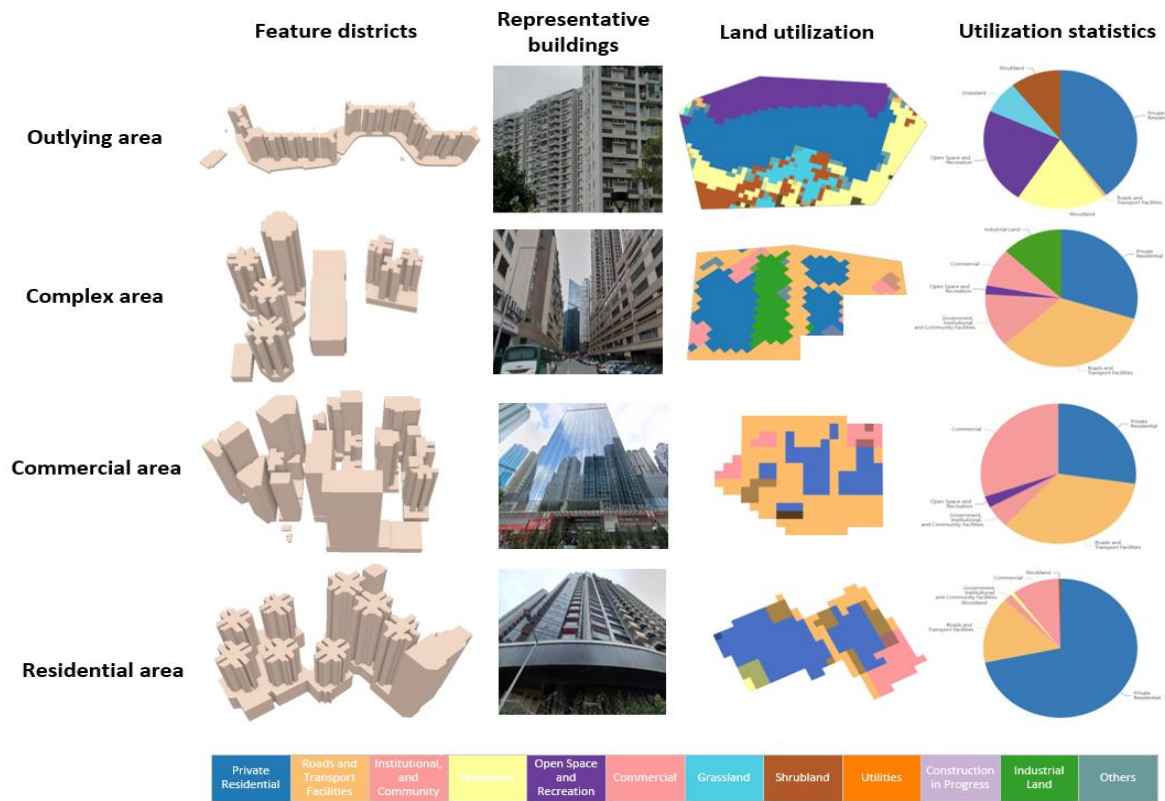 Feature districts
Representative
buildings
Land utilization
Utilization statistics
Outlying area
Shrubland
Grassland
Private
Residential
Open Space and
Recreation
Roads and
Transport Facilities
Woodland
Complex area
Industrial Land
Private
Residential
Commercial
Open Space and
Recreation
Government,
Institutional,
and Community Facilities
Roads and
Transport Facilities
Commercial area
Commercial
Private
Residential
Open Space and
Recreation
Government,
Institutional,
and Community Facilities
Roads and
Transport Facilities
Residential area
Shrubland
Commercial
Government,
Institutional,
and Community Facilities
Woodland
Roads and
Transport Facilities
Private
Residential
Private
Residential
Roads and
Transport
Facilities
Institutional,
and
Community
Woodland
Open Space
and
Recreation
Commercial
Grassland
Shrubland
Utilities
Construction
in Progress
Industrial
Land
Others